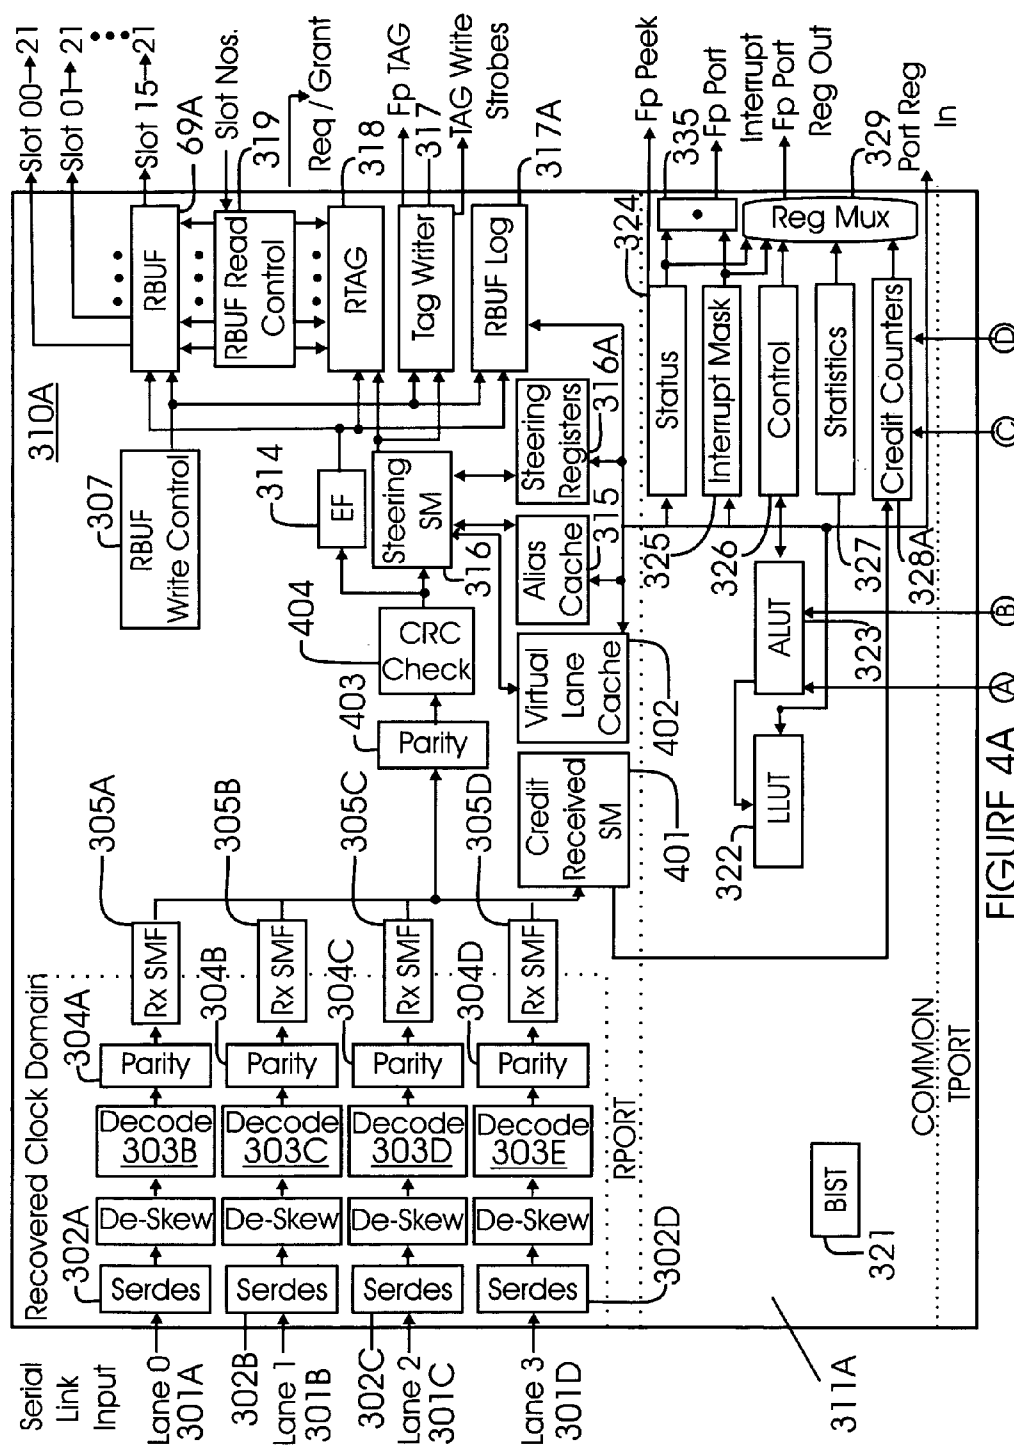 310A
Serial
Link
Input
Recovered Clock Domain
Lane 0
301A
302A
Serdes
De-Skew
Decode
303B
304A
Parity
Rx SMF
305A
302B
Lane 1
301B
Serdes
De-Skew
Decode
303C
304B
Parity
Rx SMF
305B
302C
Lane 2
301C
Serdes
De-Skew
Decode
303D
304C
Parity
Rx SMF
305C
Lane 3
301D
Serdes
302D
De-Skew
Decode
303E
304D
Parity
Rx SMF
305D
403
Parity
404
CRC
Check
307
RBUF
Write Control
314
EF
Steering
SM
316
Credit
Received
SM
401
Virtual
Lane
Cache
402
Alias
Cache
315
Steering
Registers
316A
RBUF
69A
RBUF Read
Control
319
RTAG
318
Tag Writer
317
RBUF Log
317A
Slot 00→21
Slot 01→21
Slot 15→21
Slot Nos.
Req / Grant
Fp TAG
TAG Write
Strobes
RPORT
321
BIST
311A
322
LLUT
ALUT
323
Status
325
324
Interrupt Mask
326
Control
327
Statistics
328A
Credit Counters
Reg Mux
329
335
Fp Peek
Fp Port
Interrupt
Fp Port
Reg Out
Port Reg
In
COMMON
TPORT
A
B
C
D
FIGURE 4A